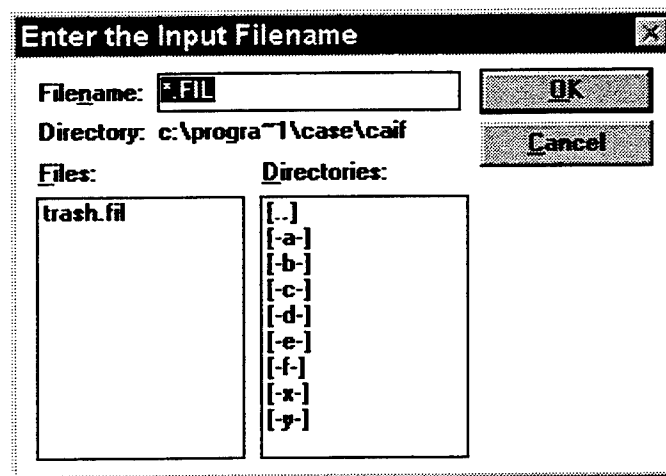 Enter the Input Filename
Filename: *.FIL
OK
Directory: c:\progra~1\case\caif
Cancel
Files:
Directories:
trash.fil
[..]
[-a-]
[-b-]
[-c-]
[-d-]
[-e-]
[-f-]
[-x-]
[-y-]